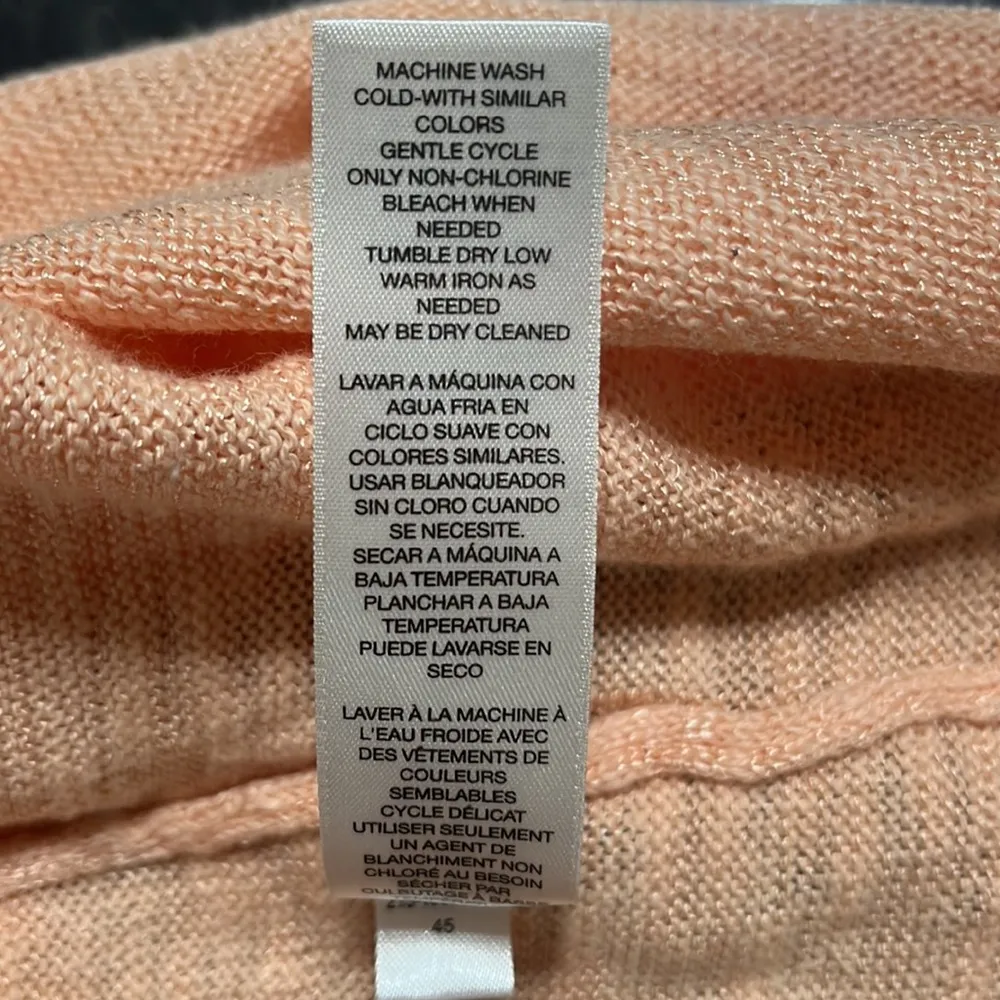 MACHINE WASH
COLD-WITH SIMILAR
COLORS
GENTLE CYCLE
ONLY NON-CHLORINE
BLEACH WHEN
NEEDED
TUMBLE DRY LOW
WARM IRON AS
NEEDED
MAY BE DRY CLEANED
LAVAR A MÁQUINA CON
AGUA FRIA EN
CICLO SUAVE CON
COLORES SIMILARES.
USAR BLANQUEADOR
SIN CLORO CUANDO
SE NECESITE.
SECAR A MÁQUINA A
BAJA TEMPERATURA
PLANCHAR A BAJA
TEMPERATURA
PUEDE LAVARSE EN
SECO
LAVER À LA MACHINE À
L'EAU FROIDE AVEC
DES VÊTEMENTS DE
COULEURS
SEMBLABLES
CYCLE DÉLICAT
UTILISER SEULEMENT
UN AGENT DE
BLANCHIMENT NON
CHLORÉ AU BESOIN
SÉCHER PAR
CULBUTAGE À BASSE
45